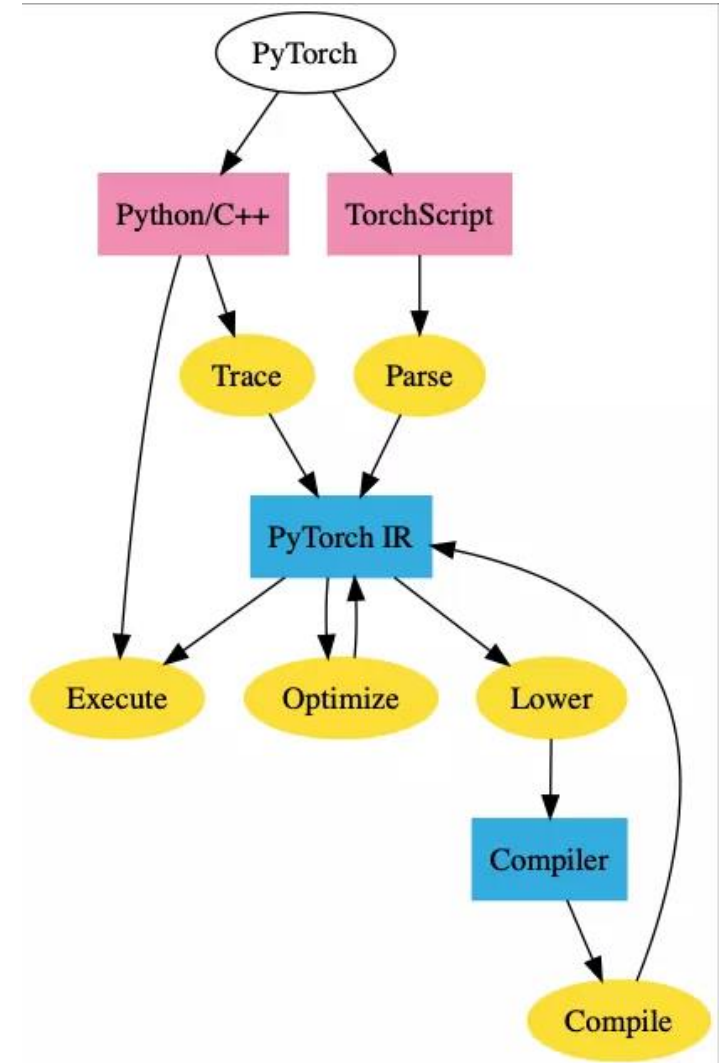 PyTorch
Python/C++
TorchScript
Trace
Parse
PyTorch IR
Execute
Optimize
Lower
Compiler
Compile